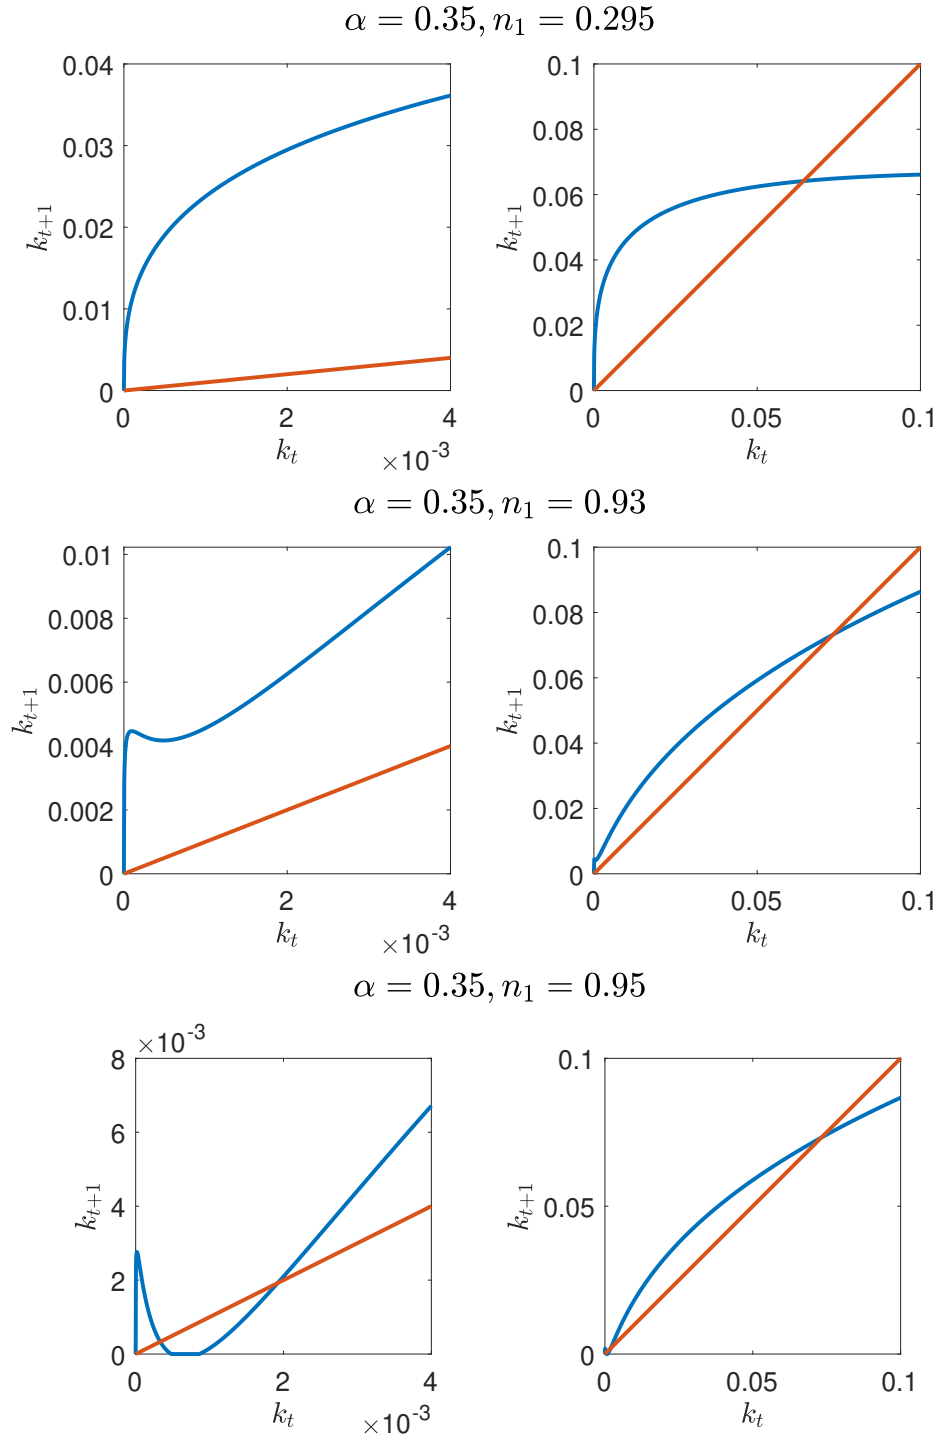 α = 0.35, n₁ = 0.295
0.04
0.03
0.02
0.01
0
k_{t+1}
0 2 4
k_t
×10⁻³
0.1
0.08
0.06
0.04
0.02
0
k_{t+1}
0 0.05 0.1
k_t
α = 0.35, n₁ = 0.93
0.01
0.008
0.006
0.004
0.002
0
k_{t+1}
0 2 4
k_t
×10⁻³
0.1
0.08
0.06
0.04
0.02
0
k_{t+1}
0 0.05 0.1
k_t
α = 0.35, n₁ = 0.95
×10⁻³
8
6
4
2
0
k_{t+1}
0 2 4
k_t
×10⁻³
0.1
0.05
0
k_{t+1}
0 0.05 0.1
k_t